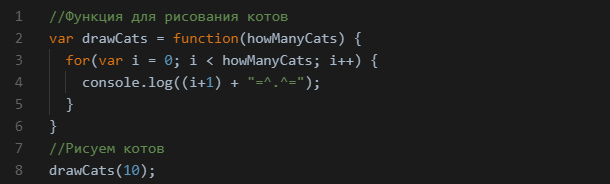 1 //Функция для рисования котов
2 var drawCats = function(howManyCats) {
3   for(var i = 0; i < howManyCats; i++) {
4     console.log((i+1) + "=^.^=");
5   }
6 }
7 //Рисуем котов
8 drawCats(10);